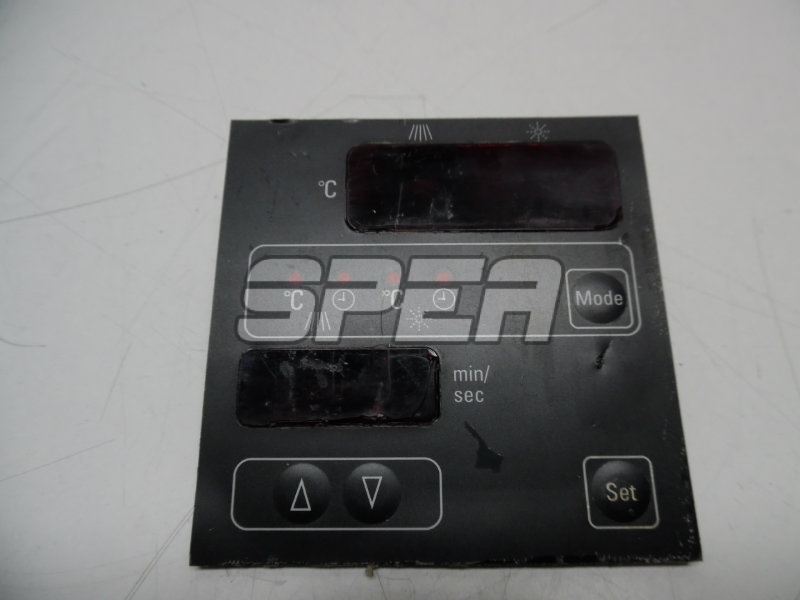 °C
°C °C Mode
SPEA
min/
sec
Set